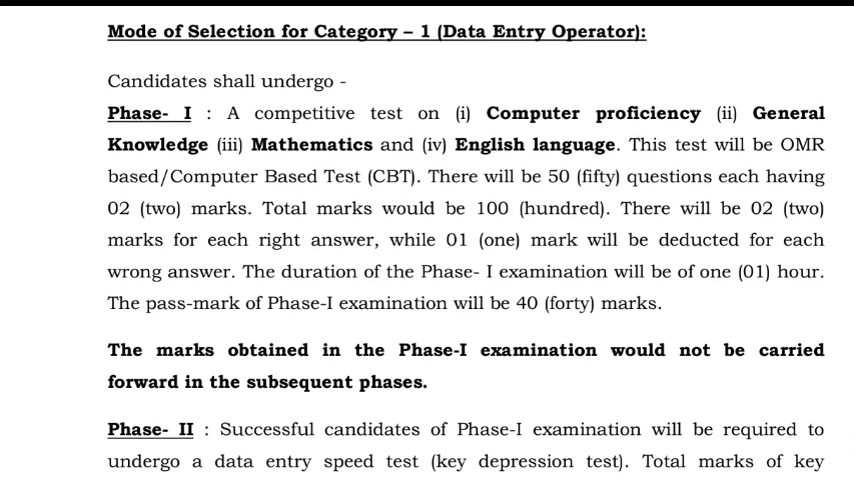 Mode of Selection for Category – 1 (Data Entry Operator):
Candidates shall undergo -
Phase- I : A competitive test on (i) Computer proficiency (ii) General
Knowledge (iii) Mathematics and (iv) English language. This test will be OMR
based/Computer Based Test (CBT). There will be 50 (fifty) questions each having
02 (two) marks. Total marks would be 100 (hundred). There will be 02 (two)
marks for each right answer, while 01 (one) mark will be deducted for each
wrong answer. The duration of the Phase- I examination will be of one (01) hour.
The pass-mark of Phase-I examination will be 40 (forty) marks.
The marks obtained in the Phase-I examination would not be carried
forward in the subsequent phases.
Phase- II : Successful candidates of Phase-I examination will be required to
undergo a data entry speed test (key depression test). Total marks of key